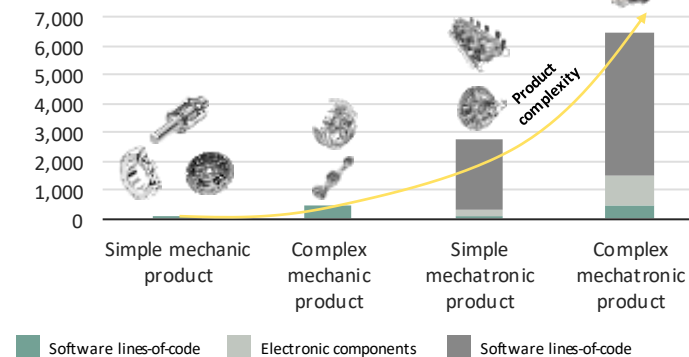 7,000
6,000
5,000
4,000
3,000
2,000
1,000
0
Product
complexity
Simple mechanic
product
Complex
mechanic
product
Simple
mechatronic
product
Complex
mechatronic
product
Software lines-of-code
Electronic components
Software lines-of-code